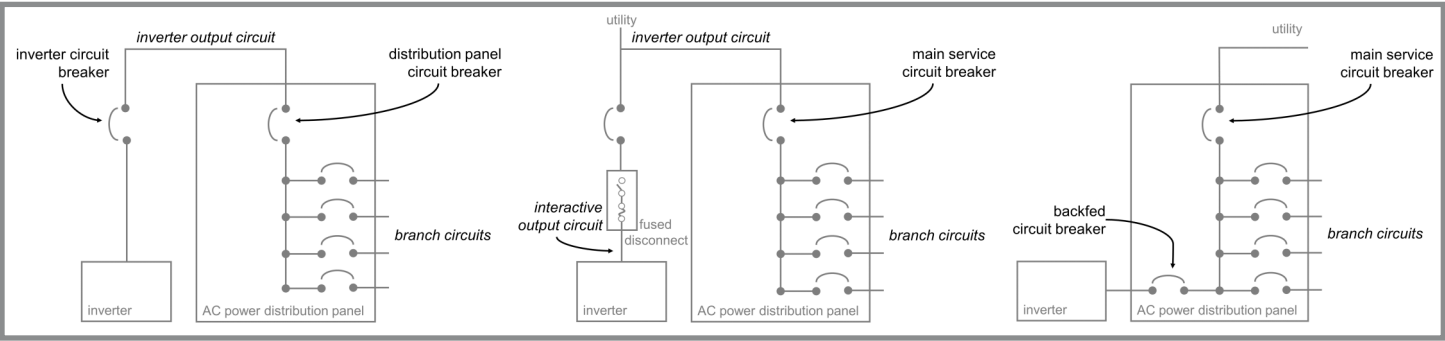 inverter output circuit
inverter circuit
breaker
distribution panel
circuit breaker
branch circuits
inverter
AC power distribution panel
utility
inverter output circuit
main service
circuit breaker
interactive
output circuit
fused
disconnect
branch circuits
inverter
AC power distribution panel
utility
main service
circuit breaker
backfed
circuit breaker
branch circuits
inverter
AC power distribution panel